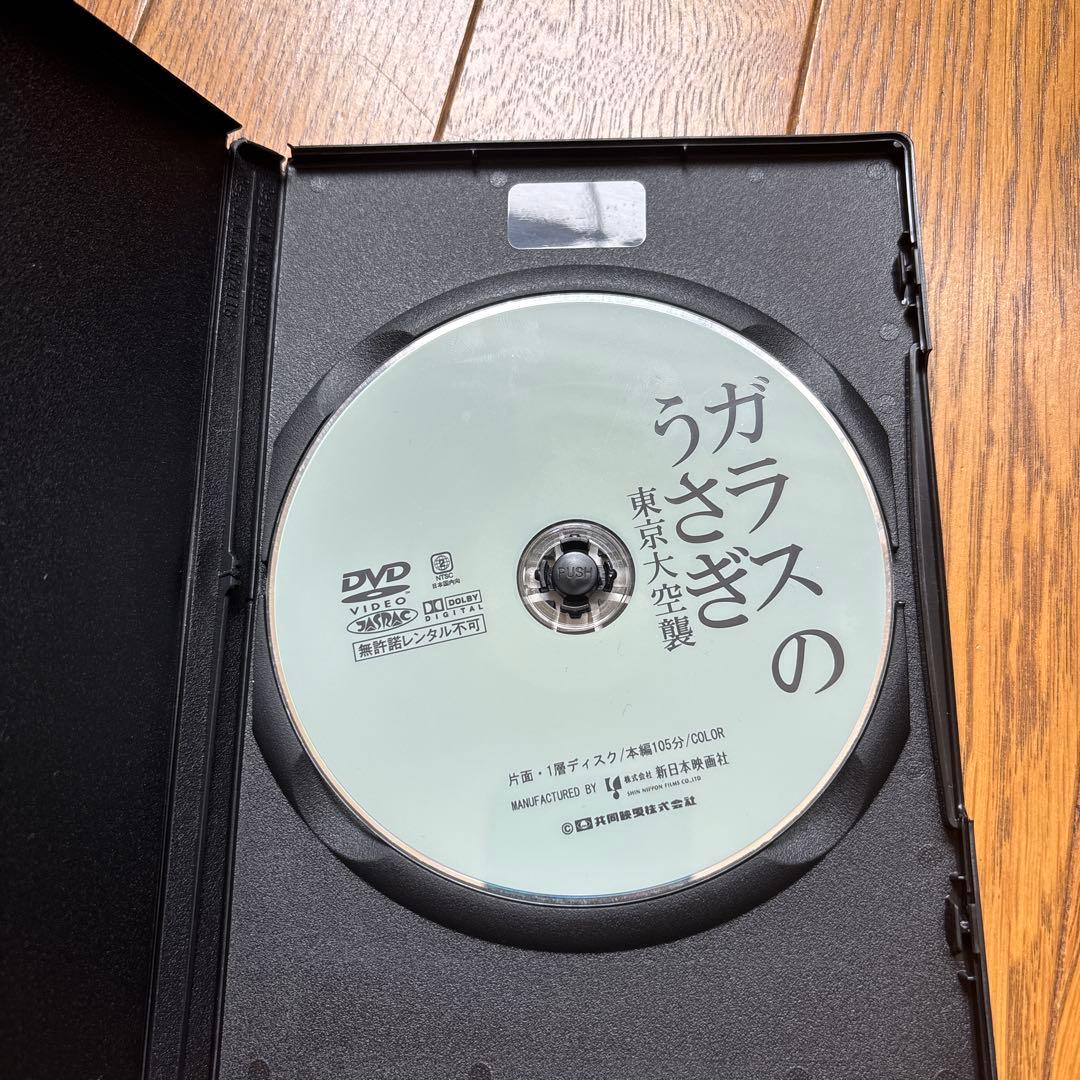 ガラスの
うさぎ
東京大空襲
DVD
VIDEO
2
NTSC
日本国内向
JASRAC
DOLBY
DIGITAL
無許諾レンタル不可
PUSH
片面・1層ディスク/本編105分/COLOR
MANUFACTURED BY 株式会社 新日本映画社
SHIN NIPPON FILMS CO.,LTD
© 共同映画株式会社